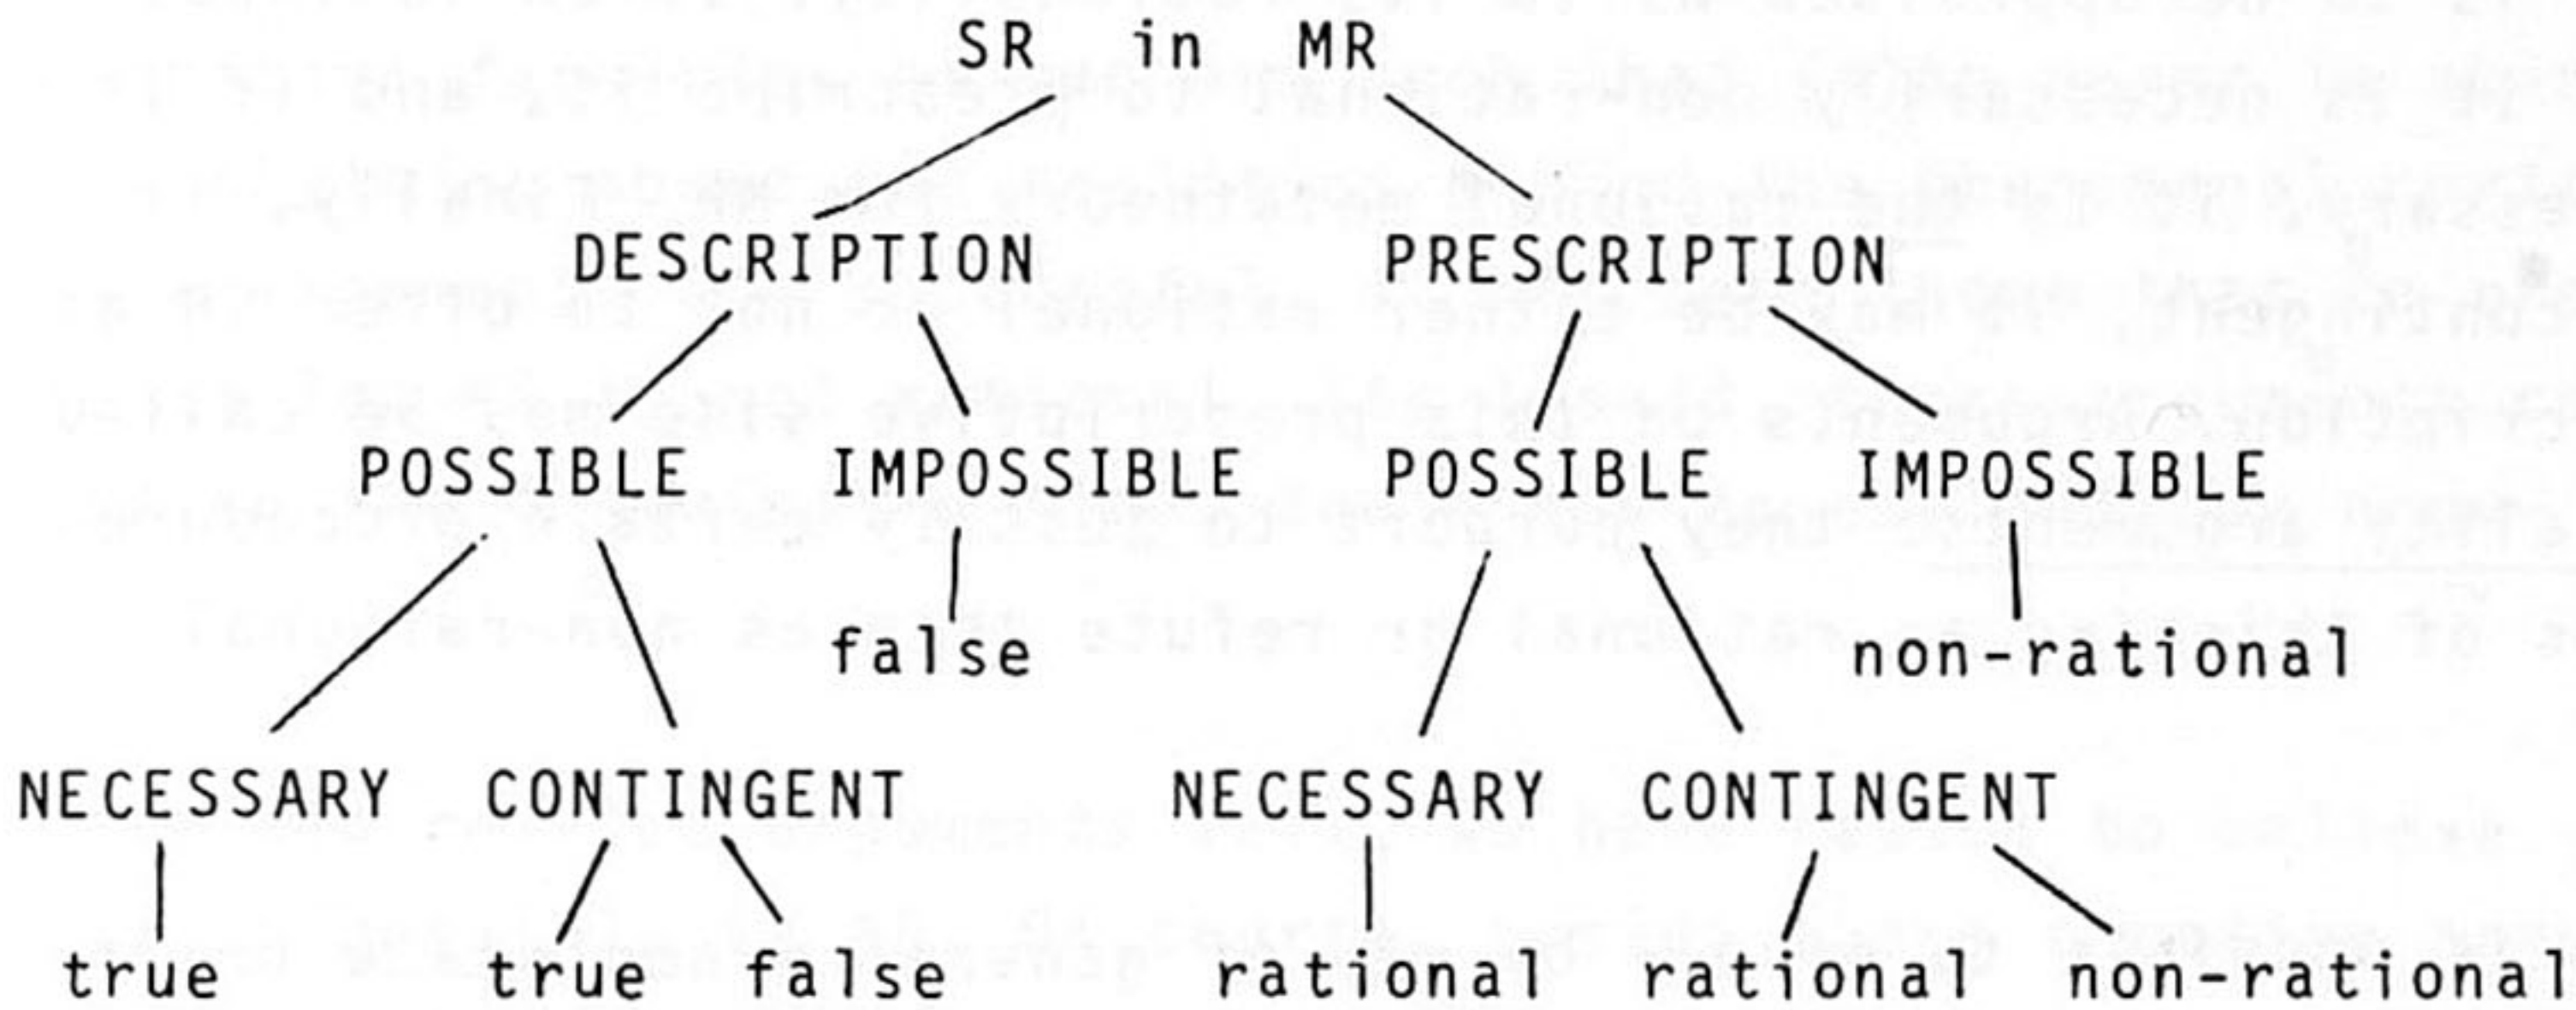 SR in MR
DESCRIPTION PRESCRIPTION
POSSIBLE IMPOSSIBLE POSSIBLE IMPOSSIBLE
false non-rational
NECESSARY CONTINGENT NECESSARY CONTINGENT
true true false rational rational non-rational